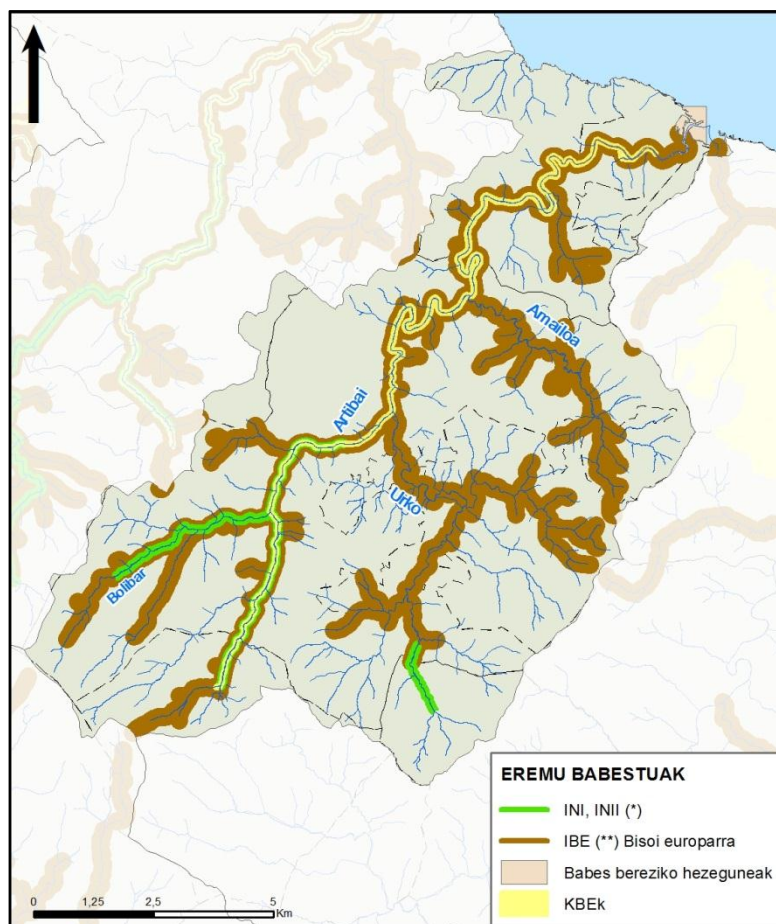 Amailoa
Artibai
Urko
Bolibar
EREMU BABESTUAK
INI, INII (*)
IBE (**) Bisoi europarra
Babes bereziko hezeguneak
KBEk
0 1,25 2,5 5
Km